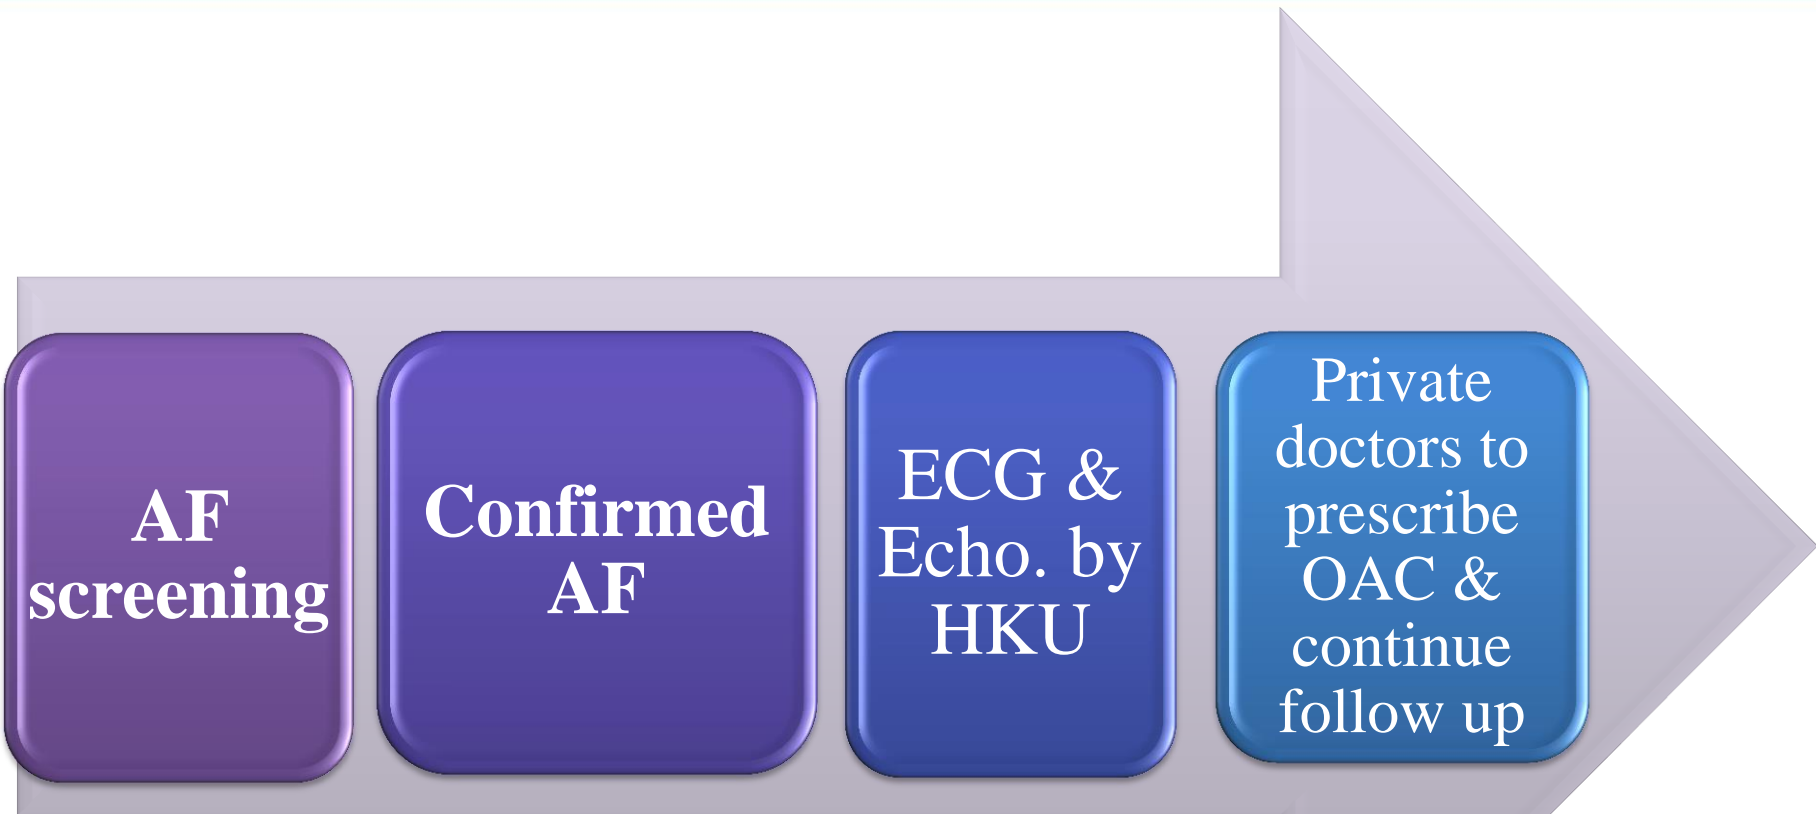 AF
screening
Confirmed
AF
ECG &
Echo. by
HKU
Private
doctors to
prescribe
OAC &
continue
follow up